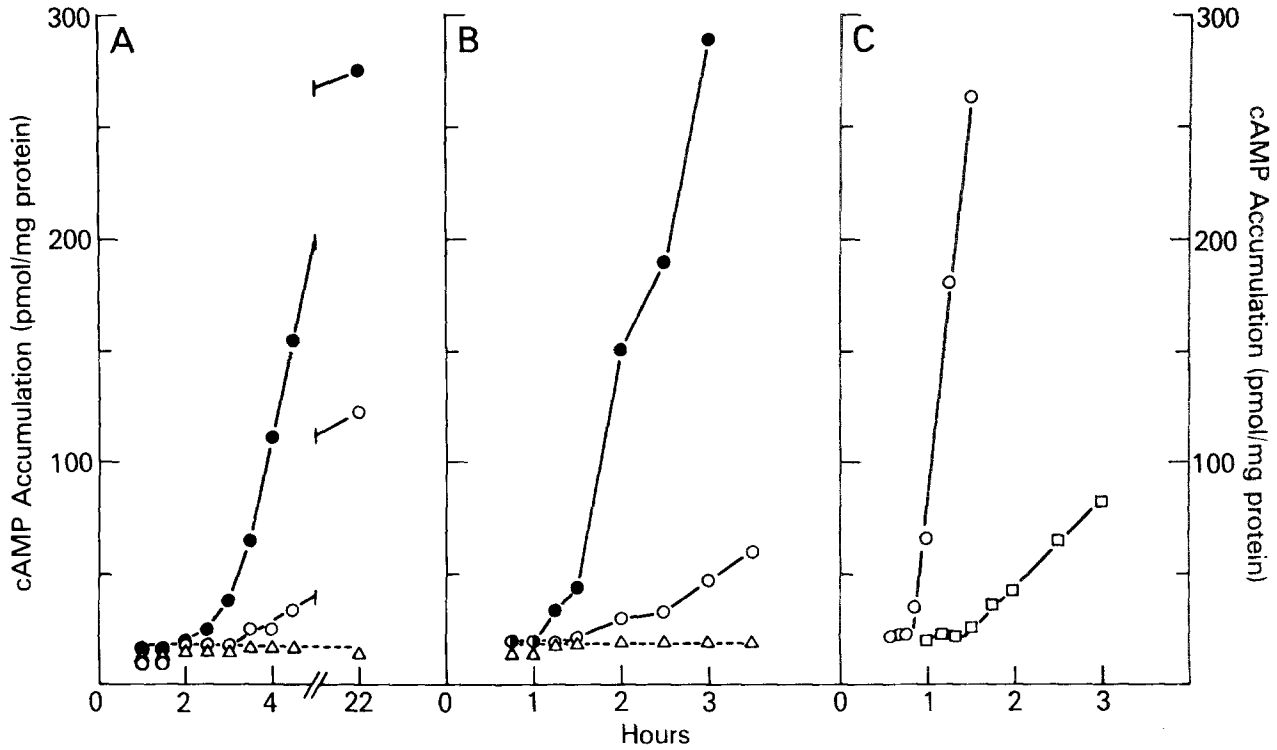 A
B
C
300
200
100
300
200
100
cAMP Accumulation (pmol/mg protein)
cAMP Accumulation (pmol/mg protein)
0 2 4 22 0 1 2 3 0 1 2 3
Hours